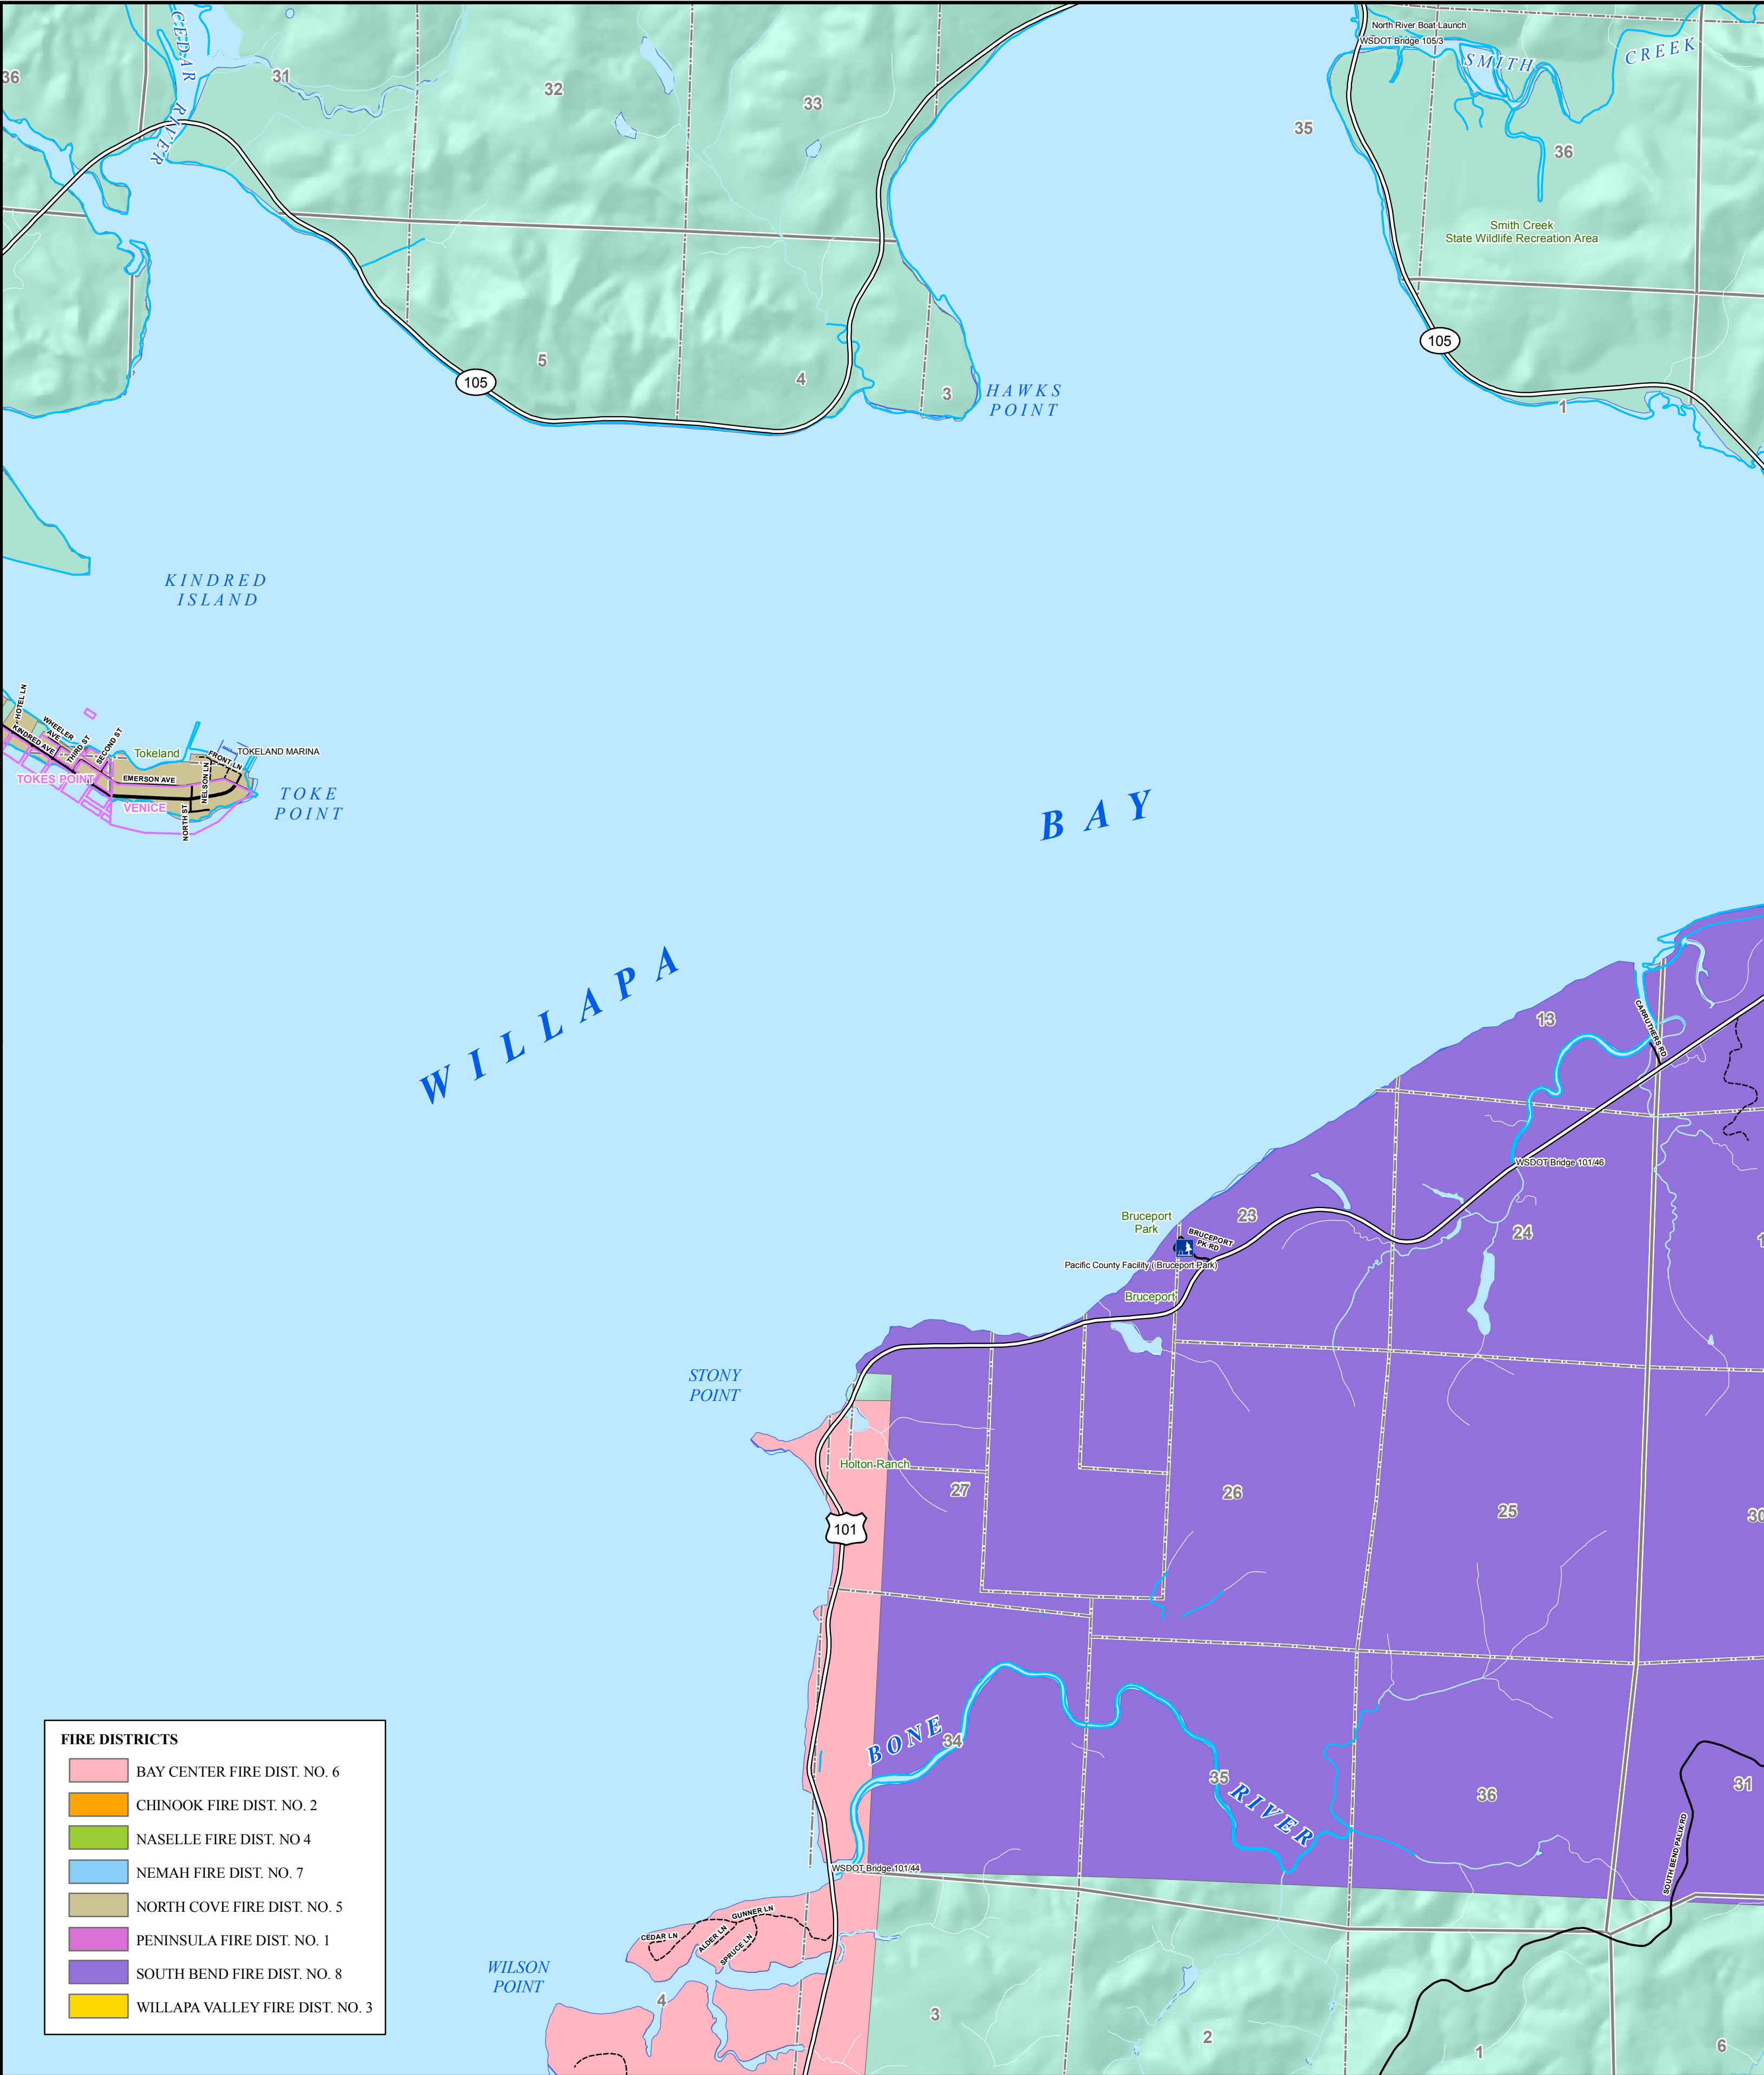 CEDAR
RIVER
36
31
32
33
North River Boat Launch
WSDOT Bridge 105/3
SMITH
CREEK
35
36
Smith Creek
State Wildlife Recreation Area
105
105
5
4
3
HAWKS
POINT
1
KINDRED
ISLAND
HOTEL LN
WHEELER
AVE
KINDRED AVE
THIRD ST
SECOND ST
Tokeland
FRONT LN
TOKELAND MARINA
TOKES POINT
EMERSON AVE
NELSON LN
VENICE
NORTH ST
TOKE
POINT
BAY
WILLAPA
13
CARRUTHERS RD
WSDOT Bridge 101/46
Bruceport
Park
23
BRUCEPORT
PK RD
24
Pacific County Facility (Bruceport Park)
Bruceport
STONY
POINT
Holton Ranch
27
26
25
30
101
BONE
34
35
RIVER
36
31
SOUTH BEND PALIX RD
WSDOT Bridge 101/44
GUNNER LN
CEDAR LN
ALDER LN
SPRUCE LN
WILSON
POINT
4
3
2
1
6
FIRE DISTRICTS
BAY CENTER FIRE DIST. NO. 6
CHINOOK FIRE DIST. NO. 2
NASELLE FIRE DIST. NO 4
NEMAH FIRE DIST. NO. 7
NORTH COVE FIRE DIST. NO. 5
PENINSULA FIRE DIST. NO. 1
SOUTH BEND FIRE DIST. NO. 8
WILLAPA VALLEY FIRE DIST. NO. 3